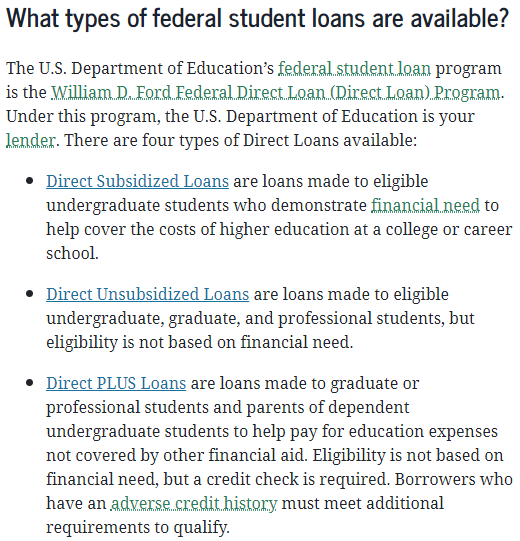 What types of federal student loans are available?
The U.S. Department of Education’s federal student loan program
is the William D. Ford Federal Direct Loan (Direct Loan) Program.
Under this program, the U.S. Department of Education is your
lender. There are four types of Direct Loans available:
• Direct Subsidized Loans are loans made to eligible
undergraduate students who demonstrate financial need to
help cover the costs of higher education at a college or career
school.
• Direct Unsubsidized Loans are loans made to eligible
undergraduate, graduate, and professional students, but
eligibility is not based on financial need.
• Direct PLUS Loans are loans made to graduate or
professional students and parents of dependent
undergraduate students to help pay for education expenses
not covered by other financial aid. Eligibility is not based on
financial need, but a credit check is required. Borrowers who
have an adverse credit history must meet additional
requirements to qualify.